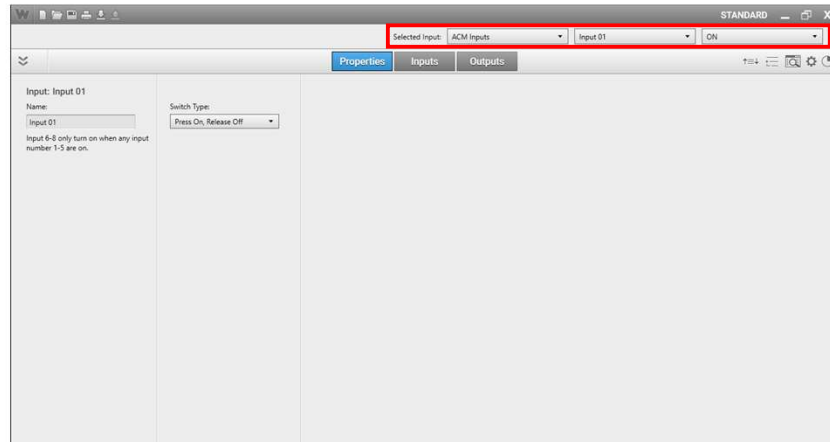 W STANDARD X
Selected Input: ACM Inputs Input 01 ON
Properties Inputs Outputs
Input: Input 01
Name: Switch Type:
Input 01 Press On, Release Off
Input 6-8 only turn on when any input
number 1-5 are on.